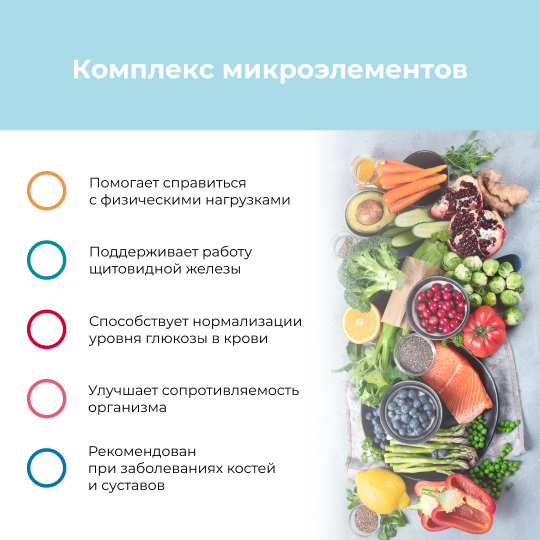 Комплекс микроэлементов
Помогает справиться
с физическими нагрузками
Поддерживает работу
щитовидной железы
Способствует нормализации
уровня глюкозы в крови
Улучшает сопротивляемость
организма
Рекомендован
при заболеваниях костей
и суставов